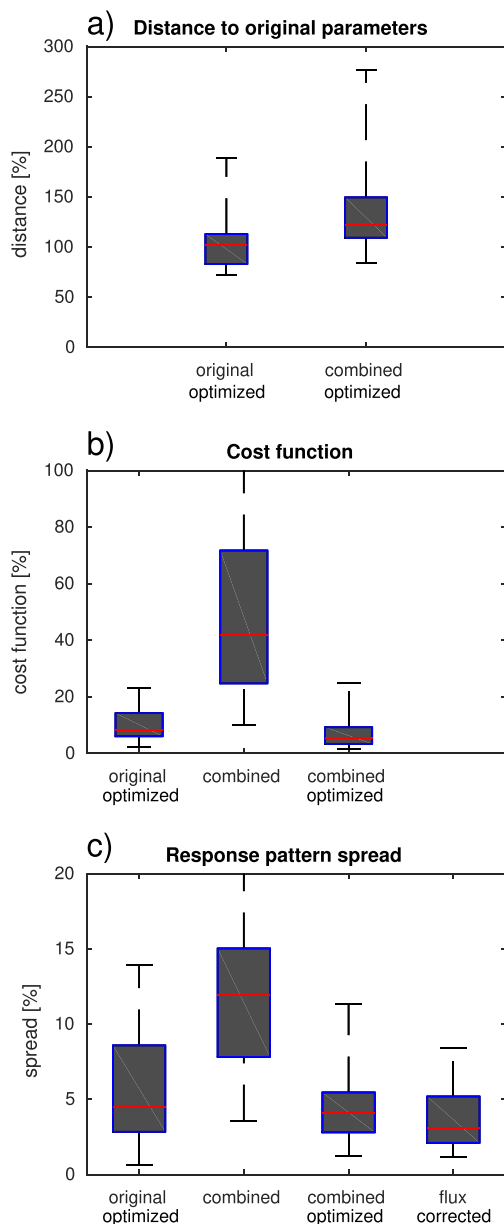 a)
Distance to original parameters
300
250
200
150
100
50
0
distance [%]
original combined
optimized optimized
b)
Cost function
100
80
60
40
20
0
cost function [%]
original combined combined
optimized optimized
c)
Response pattern spread
20
15
10
5
0
spread [%]
original combined combined flux
optimized optimized corrected